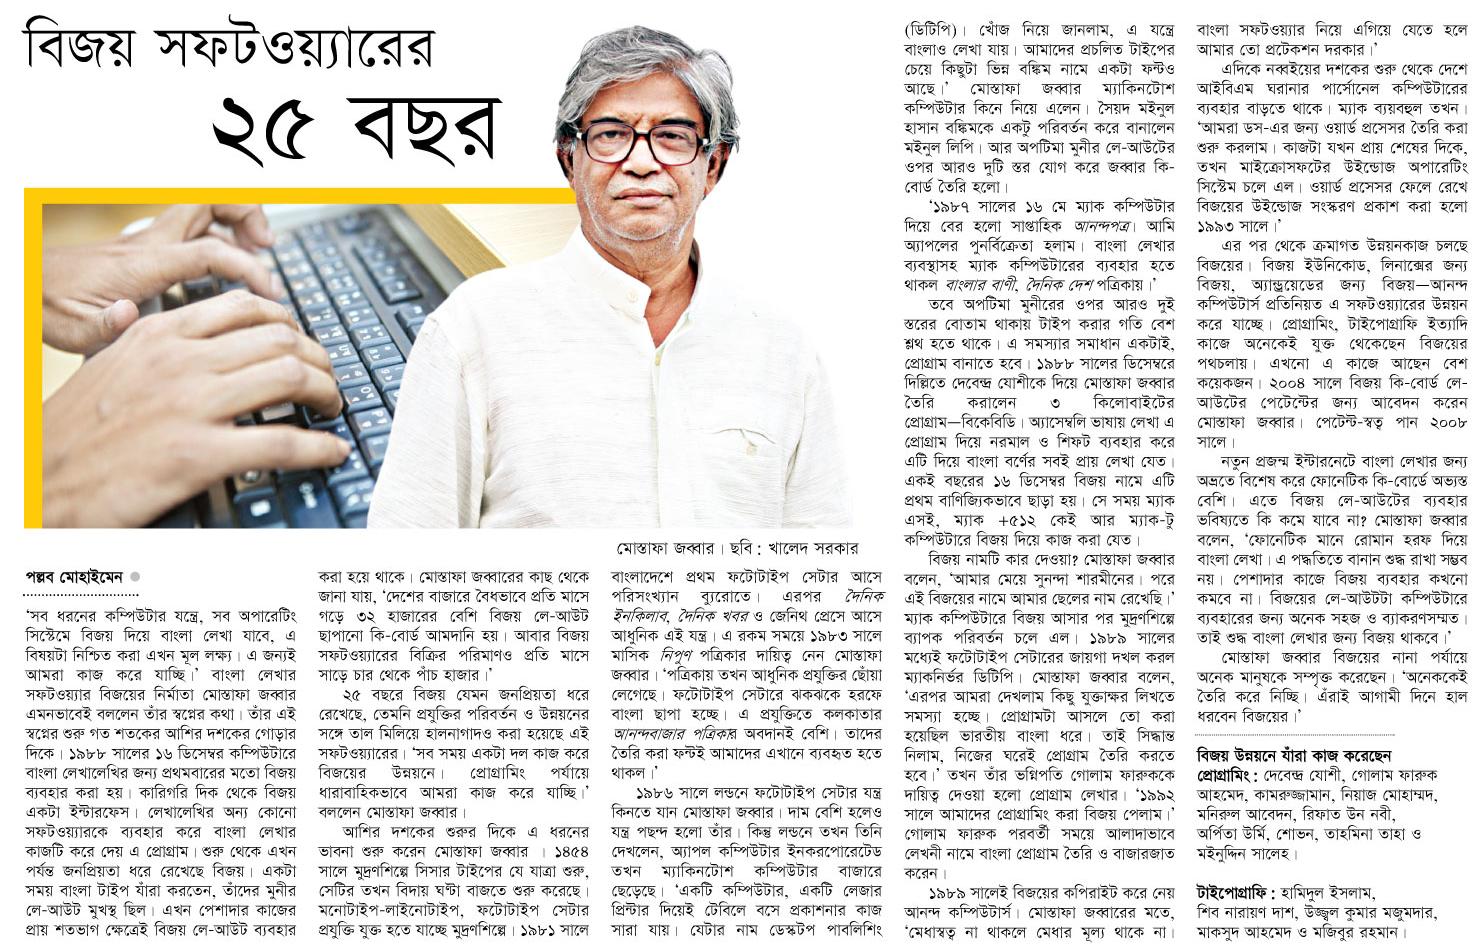 বিজয় সফটওয়্যারের
২৫ বছর
মোস্তাফা জব্বার। ছবি : খালেদ সরকার
পল্লব মোহাইমেন
‘সব ধরনের কম্পিউটার যন্ত্রে, সব অপারেটিং
সিস্টেমে বিজয় দিয়ে বাংলা লেখা যাবে, এ
বিষয়টা নিশ্চিত করা এখন মূল লক্ষ্য। এ জন্যই
আমরা কাজ করে যাচ্ছি।’ বাংলা লেখার
সফটওয়্যার বিজয়ের নির্মাতা মোস্তাফা জব্বার
এমনভাবেই বললেন তাঁর স্বপ্নের কথা। তাঁর এই
স্বপ্নের শুরু গত শতকের আশির দশকের গোড়ার
দিকে। ১৯৮৮ সালের ১৬ ডিসেম্বর কম্পিউটারে
বাংলা লেখালেখির জন্য প্রথমবারের মতো বিজয়
ব্যবহার করা হয়। কারিগরি দিক থেকে বিজয়
একটা ইন্টারফেস। লেখালেখির অন্য কোনো
সফটওয়্যারকে ব্যবহার করে বাংলা লেখার
কাজটি করে দেয় এ প্রোগ্রাম। শুরু থেকে এখন
পর্যন্ত জনপ্রিয়তা ধরে রেখেছে বিজয়। একটা
সময় বাংলা টাইপ যাঁরা করতেন, তাঁদের মুনীর
লে-আউট মুখস্থ ছিল। এখন পেশাদার কাজের
প্রায় শতভাগ ক্ষেত্রেই বিজয় লে-আউট ব্যবহার
করা হয়ে থাকে। মোস্তাফা জব্বারের কাছ থেকে
জানা যায়, ‘দেশের বাজারে বৈধভাবে প্রতি মাসে
গড়ে ৩২ হাজারের বেশি বিজয় লে-আউট
ছাপানো কি-বোর্ড আমদানি হয়। আবার বিজয়
সফটওয়্যারের বিক্রির পরিমাণও প্রতি মাসে
সাড়ে চার থেকে পাঁচ হাজার।’
২৫ বছরে বিজয় যেমন জনপ্রিয়তা ধরে
রেখেছে, তেমনি প্রযুক্তির পরিবর্তন ও উন্নয়নের
সঙ্গে তাল মিলিয়ে হালনাগাদও করা হয়েছে এই
সফটওয়্যারের। ‘সব সময় একটা দল কাজ করে
বিজয়ের উন্নয়নে। প্রোগ্রামিং পর্যায়ে
ধারাবাহিকভাবে আমরা কাজ করে যাচ্ছি।’
বললেন মোস্তাফা জব্বার।
আশির দশকের শুরুর দিকে এ ধরনের
ভাবনা শুরু করেন মোস্তাফা জব্বার । ১৪৫৪
সালে মুদ্রণশিল্পে সিসার টাইপের যে যাত্রা শুরু,
সেটির তখন বিদায় ঘণ্টা বাজতে শুরু করেছে।
মনোটাইপ-লাইনোটাইপ, ফটোটাইপ সেটার
প্রযুক্তি যুক্ত হতে যাচ্ছে মুদ্রণশিল্পে। ১৯৮১ সালে
বাংলাদেশে প্রথম ফটোটাইপ সেটার আসে
পরিসংখ্যান ব্যুরোতে। এরপর দৈনিক
ইনকিলাব, দৈনিক খবর ও জেনিথ প্রেসে আসে
আধুনিক এই যন্ত্র। এ রকম সময়ে ১৯৮৩ সালে
মাসিক নিপুণ পত্রিকার দায়িত্ব নেন মোস্তাফা
জব্বার। ‘পত্রিকায় তখন আধুনিক প্রযুক্তির ছোঁয়া
লেগেছে। ফটোটাইপ সেটারে ঝকঝকে হরফে
বাংলা ছাপা হচ্ছে। এ প্রযুক্তিতে কলকাতার
আনন্দবাজার পত্রিকার অবদানই বেশি। তাদের
তৈরি করা ফন্টই আমাদের এখানে ব্যবহৃত হতে
থাকল।’
১৯৮৬ সালে লন্ডনে ফটোটাইপ সেটার যন্ত্র
কিনতে যান মোস্তাফা জব্বার। দাম বেশি হলেও
যন্ত্র পছন্দ হলো তাঁর। কিন্তু লন্ডনে তখন তিনি
দেখলেন, অ্যাপল কম্পিউটার ইনকরপোরেটেড
তখন ম্যাকিনটোশ কম্পিউটার বাজারে
ছেড়েছে। ‘একটি কম্পিউটার, একটি লেজার
প্রিন্টার দিয়েই টেবিলে বসে প্রকাশনার কাজ
সারা যায়। যেটার নাম ডেস্কটপ পাবলিশিং
(ডিটিপি)। খোঁজ নিয়ে জানলাম, এ যন্ত্রে
বাংলাও লেখা যায়। আমাদের প্রচলিত টাইপের
চেয়ে কিছুটা ভিন্ন বঙ্কিম নামে একটা ফন্টও
আছে।’ মোস্তাফা জব্বার ম্যাকিনটোশ
কম্পিউটার কিনে নিয়ে এলেন। সৈয়দ মইনুল
হাসান বঙ্কিমকে একটু পরিবর্তন করে বানালেন
মইনুল লিপি। আর অপটিমা মুনীর লে-আউটের
ওপর আরও দুটি স্তর যোগ করে জব্বার কি-
বোর্ড তৈরি হলো।
‘১৯৮৭ সালের ১৬ মে ম্যাক কম্পিউটার
দিয়ে বের হলো সাপ্তাহিক আনন্দপত্র। আমি
অ্যাপলের পুনর্বিক্রেতা হলাম। বাংলা লেখার
ব্যবস্থাসহ ম্যাক কম্পিউটারের ব্যবহার হতে
থাকল বাংলার বাণী, দৈনিক দেশ পত্রিকায়।’
তবে অপটিমা মুনীরের ওপর আরও দুই
স্তরের বোতাম থাকায় টাইপ করার গতি বেশ
শ্লথ হতে থাকে। এ সমস্যার সমাধান একটাই,
প্রোগ্রাম বানাতে হবে। ১৯৮৮ সালের ডিসেম্বরে
দিল্লিতে দেবেন্দ্র যোশীকে দিয়ে মোস্তাফা জব্বার
তৈরি করালেন ৩ কিলোবাইটের
প্রোগ্রাম—বিকেবিডি। অ্যাসেম্বলি ভাষায় লেখা এ
প্রোগ্রাম দিয়ে নরমাল ও শিফট ব্যবহার করে
এটি দিয়ে বাংলা বর্ণের সবই প্রায় লেখা যেত।
একই বছরের ১৬ ডিসেম্বর বিজয় নামে এটি
প্রথম বাণিজ্যিকভাবে ছাড়া হয়। সে সময় ম্যাক
এসই, ম্যাক +৫১২ কেই আর ম্যাক-টু
কম্পিউটারে বিজয় দিয়ে কাজ করা যেত।
বিজয় নামটি কার দেওয়া? মোস্তাফা জব্বার
বলেন, ‘আমার মেয়ে সুনন্দা শারমীনের। পরে
এই বিজয়ের নামে আমার ছেলের নাম রেখেছি।’
ম্যাক কম্পিউটারে বিজয় আসার পর মুদ্রণশিল্পে
ব্যাপক পরিবর্তন চলে এল। ১৯৮৯ সালের
মধ্যেই ফটোটাইপ সেটারের জায়গা দখল করল
ম্যাকনির্ভর ডিটিপি। মোস্তাফা জব্বার বলেন,
‘এরপর আমরা দেখলাম কিছু যুক্তাক্ষর লিখতে
সমস্যা হচ্ছে। প্রোগ্রামটা আসলে তো করা
হয়েছিল ভারতীয় বাংলা ধরে। তাই সিদ্ধান্ত
নিলাম, নিজের ঘরেই প্রোগ্রাম তৈরি করতে
হবে।’ তখন তাঁর ভগ্নিপতি গোলাম ফারুককে
দায়িত্ব দেওয়া হলো প্রোগ্রাম লেখার। ‘১৯৯২
সালে আমাদের প্রোগ্রামিং করা বিজয় পেলাম।’
গোলাম ফারুক পরবর্তী সময়ে আলাদাভাবে
লেখনী নামে বাংলা প্রোগ্রাম তৈরি ও বাজারজাত
করেন।
১৯৮৯ সালেই বিজয়ের কপিরাইট করে নেয়
আনন্দ কম্পিউটার্স। মোস্তাফা জব্বারের মতে,
‘মেধাস্বত্ব না থাকলে মেধার মূল্য থাকে না।
বাংলা সফটওয়্যার নিয়ে এগিয়ে যেতে হলে
আমার তো প্রটেকশন দরকার।’
এদিকে নব্বইয়ের দশকের শুরু থেকে দেশে
আইবিএম ঘরানার পার্সোনেল কম্পিউটারের
ব্যবহার বাড়তে থাকে। ম্যাক ব্যয়বহুল তখন।
‘আমরা ডস-এর জন্য ওয়ার্ড প্রসেসর তৈরি করা
শুরু করলাম। কাজটা যখন প্রায় শেষের দিকে,
তখন মাইক্রোসফটের উইন্ডোজ অপারেটিং
সিস্টেম চলে এল। ওয়ার্ড প্রসেসর ফেলে রেখে
বিজয়ের উইন্ডোজ সংস্করণ প্রকাশ করা হলো
১৯৯৩ সালে।’
এর পর থেকে ক্রমাগত উন্নয়নকাজ চলছে
বিজয়ের। বিজয় ইউনিকোড, লিনাক্সের জন্য
বিজয়, অ্যান্ড্রয়েডের জন্য বিজয়—আনন্দ
কম্পিউটার্স প্রতিনিয়ত এ সফটওয়্যারের উন্নয়ন
করে যাচ্ছে। প্রোগ্রামিং, টাইপোগ্রাফি ইত্যাদি
কাজে অনেকেই যুক্ত থেকেছেন বিজয়ের
পথচলায়। এখনো এ কাজে আছেন বেশ
কয়েকজন। ২০০৪ সালে বিজয় কি-বোর্ড লে-
আউটের পেটেন্টের জন্য আবেদন করেন
মোস্তাফা জব্বার। পেটেন্ট-স্বত্ব পান ২০০৮
সালে।
নতুন প্রজন্ম ইন্টারনেটে বাংলা লেখার জন্য
অভ্রতে বিশেষ করে ফোনেটিক কি-বোর্ডে অভ্যস্ত
বেশি। এতে বিজয় লে-আউটের ব্যবহার
ভবিষ্যতে কি কমে যাবে না? মোস্তাফা জব্বার
বলেন, ‘ফোনেটিক মানে রোমান হরফ দিয়ে
বাংলা লেখা। এ পদ্ধতিতে বানান শুদ্ধ রাখা সম্ভব
নয়। পেশাদার কাজে বিজয় ব্যবহার কখনো
কমবে না। বিজয়ের লে-আউটটা কম্পিউটারে
ব্যবহারের জন্য অনেক সহজ ও ব্যাকরণসম্মত।
তাই শুদ্ধ বাংলা লেখার জন্য বিজয় থাকবে।’
মোস্তাফা জব্বার বিজয়ের নানা পর্যায়ে
অনেক মানুষকে সম্পৃক্ত করেছেন। ‘অনেককেই
তৈরি করে নিচ্ছি। এঁরাই আগামী দিনে হাল
ধরবেন বিজয়ের।’
বিজয় উন্নয়নে যাঁরা কাজ করেছেন
প্রোগ্রামিং : দেবেন্দ্র যোশী, গোলাম ফারুক
আহমেদ, কামরুজ্জামান, নিয়াজ মোহাম্মদ,
মনিরুল আবেদন, রিফাত উন নবী,
অর্পিতা উর্মি, শোভন, তাহমিনা তাহা ও
মইনুদ্দিন সালেহ।
টাইপোগ্রাফি : হামিদুল ইসলাম,
শিব নারায়ণ দাশ, উজ্জ্বল কুমার মজুমদার,
মাকসুদ আহমেদ ও মজিবুর রহমান।